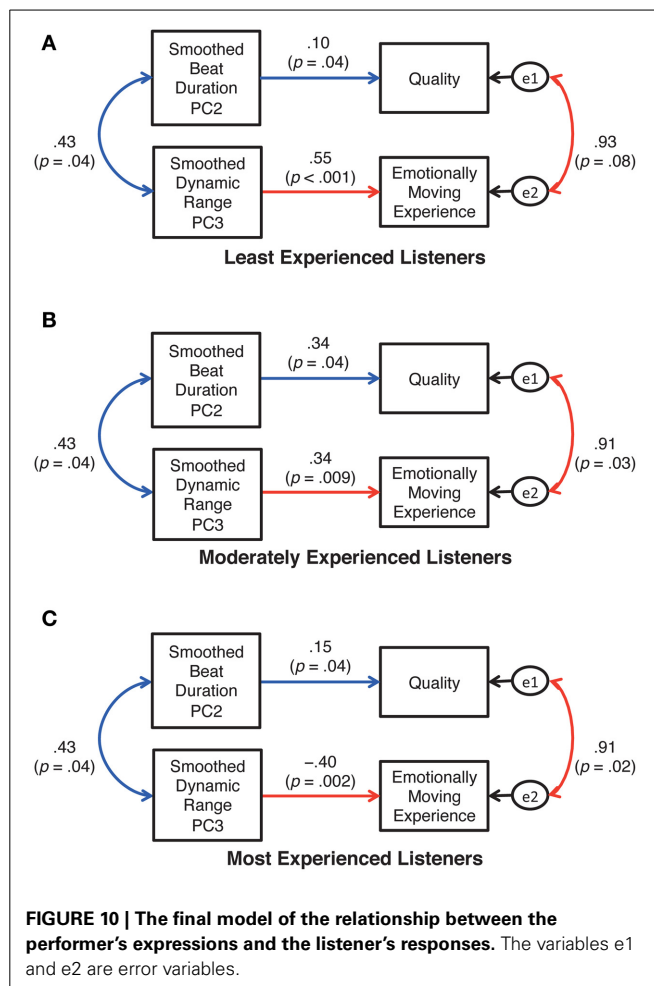 A
Smoothed
Beat
Duration
PC2
.10
(p = .04)
Quality
e1
.43
(p = .04)
.93
(p = .08)
Smoothed
Dynamic
Range
PC3
.55
(p < .001)
Emotionally
Moving
Experience
e2
Least Experienced Listeners
B
Smoothed
Beat
Duration
PC2
.34
(p = .04)
Quality
e1
.43
(p = .04)
.91
(p = .03)
Smoothed
Dynamic
Range
PC3
.34
(p = .009)
Emotionally
Moving
Experience
e2
Moderately Experienced Listeners
C
Smoothed
Beat
Duration
PC2
.15
(p = .04)
Quality
e1
.43
(p = .04)
.91
(p = .02)
Smoothed
Dynamic
Range
PC3
–.40
(p = .002)
Emotionally
Moving
Experience
e2
Most Experienced Listeners
FIGURE 10 | The final model of the relationship between the
performer's expressions and the listener's responses. The variables e1
and e2 are error variables.